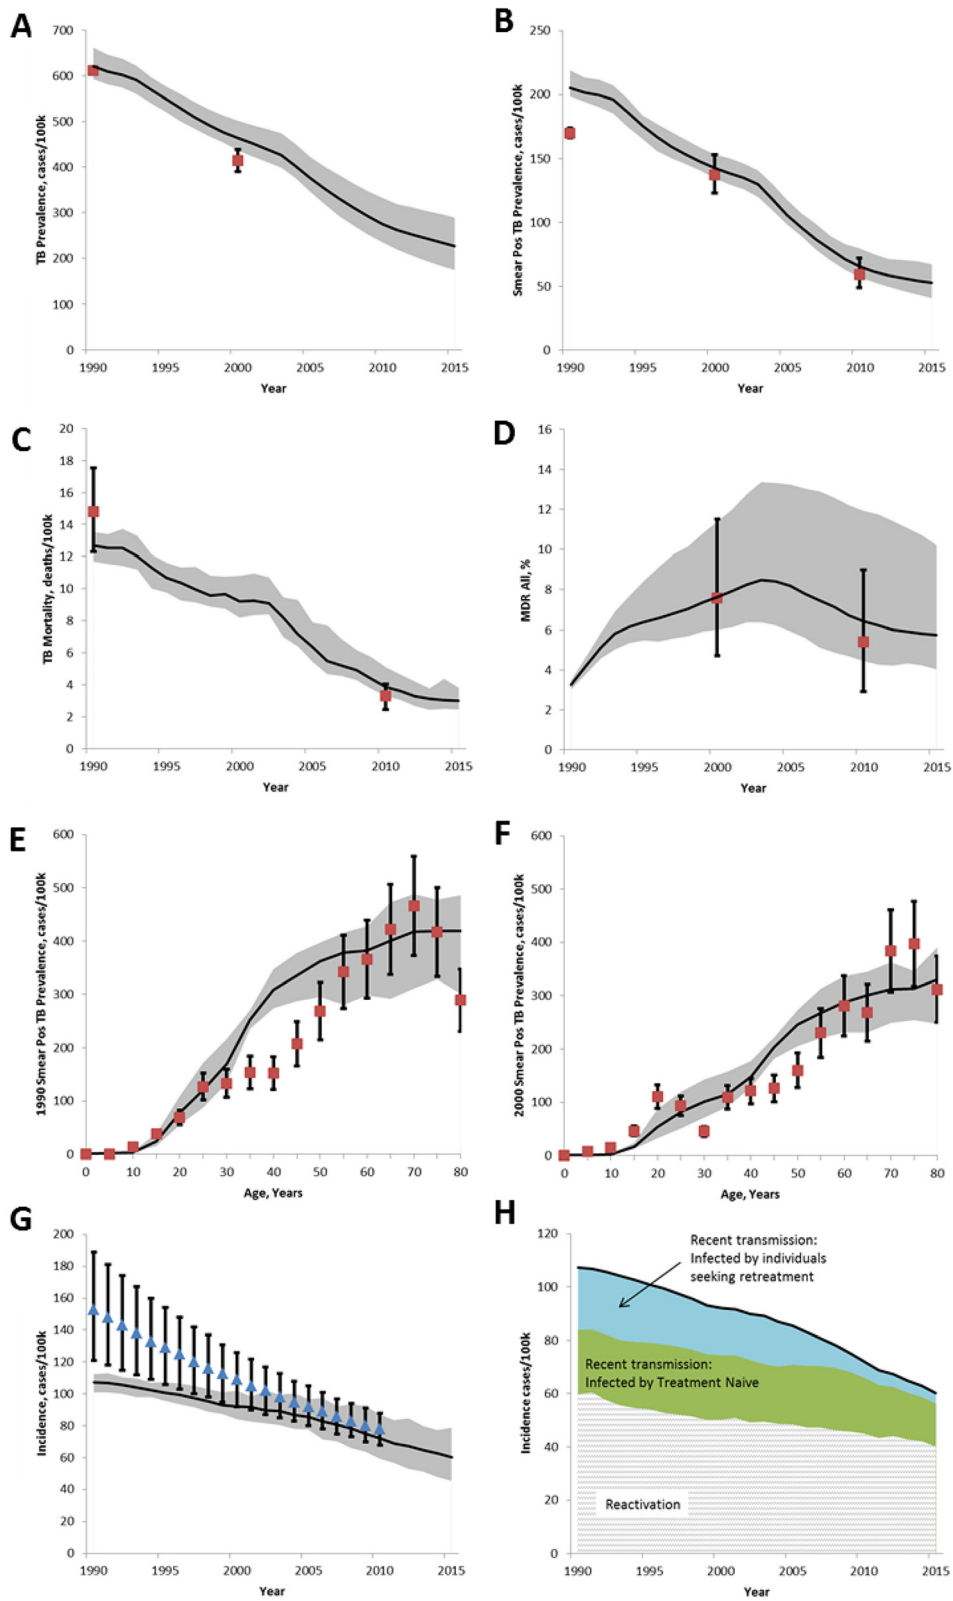 A
TB Prevalence, cases/100k
700
600
500
400
300
200
100
0
1990 1995 2000 2005 2010 2015
Year
B
Smear Pos TB Prevalence, cases/100k
250
200
150
100
50
0
1990 1995 2000 2005 2010 2015
Year
C
TB Mortality, deaths/100k
20
18
16
14
12
10
8
6
4
2
0
1990 1995 2000 2005 2010 2015
Year
D
MDR All, %
16
14
12
10
8
6
4
2
0
1990 1995 2000 2005 2010 2015
Year
E
1990 Smear Pos TB Prevalence, cases/100k
600
500
400
300
200
100
0
0 10 20 30 40 50 60 70 80
Age, Years
F
2000 Smear Pos TB Prevalence, cases/100k
600
500
400
300
200
100
0
0 10 20 30 40 50 60 70 80
Age, Years
G
Incidence, cases/100k
200
180
160
140
120
100
80
60
40
20
0
1990 1995 2000 2005 2010 2015
Year
H
Incidence cases/100k
120
100
80
60
40
20
0
Recent transmission:
Infected by individuals
seeking retreatment
Recent transmission:
Infected by Treatment Naive
Reactivation
1990 1995 2000 2005 2010 2015
Year